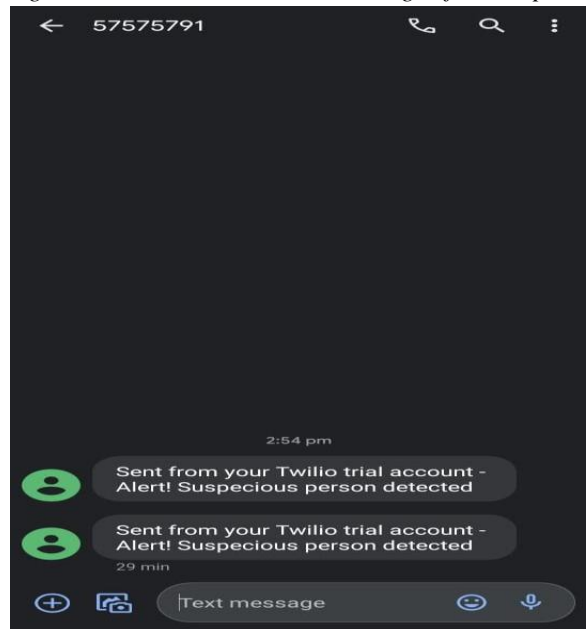 57575791
2:54 pm
Sent from your Twilio trial account -
Alert! Suspecious person detected
Sent from your Twilio trial account -
Alert! Suspecious person detected
29 min
Text message